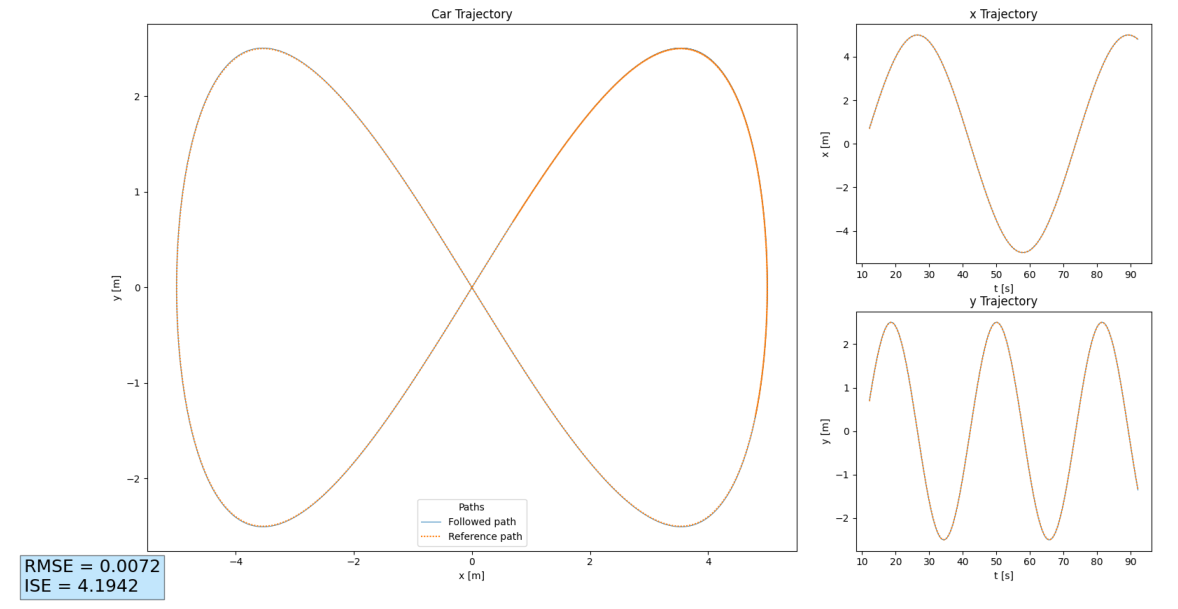 Car Trajectory
2
1
0
−1
−2
y [m]
−4
−2
0
2
4
x [m]
Paths
Followed path
Reference path
RMSE = 0.0072
ISE = 4.1942
x Trajectory
4
2
0
−2
−4
x [m]
10 20 30 40 50 60 70 80 90
t [s]
y Trajectory
2
1
0
−1
−2
y [m]
10 20 30 40 50 60 70 80 90
t [s]